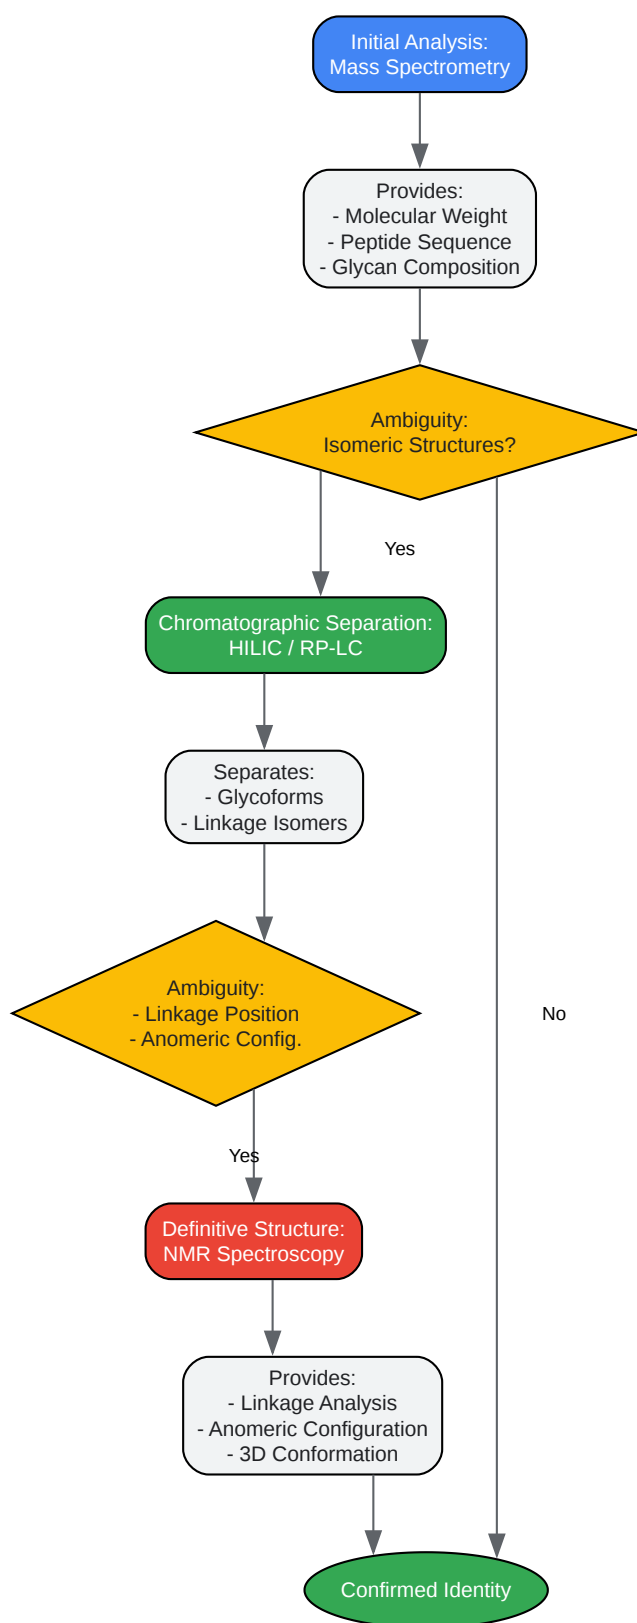 Initial Analysis:
Mass Spectrometry
Provides:
- Molecular Weight
- Peptide Sequence
- Glycan Composition
Ambiguity:
Isomeric Structures?
Yes
Chromatographic Separation:
HILIC / RP-LC
Separates:
- Glycoforms
- Linkage Isomers
Ambiguity:
- Linkage Position
- Anomeric Config.
No
Yes
Definitive Structure:
NMR Spectroscopy
Provides:
- Linkage Analysis
- Anomeric Configuration
- 3D Conformation
Confirmed Identity